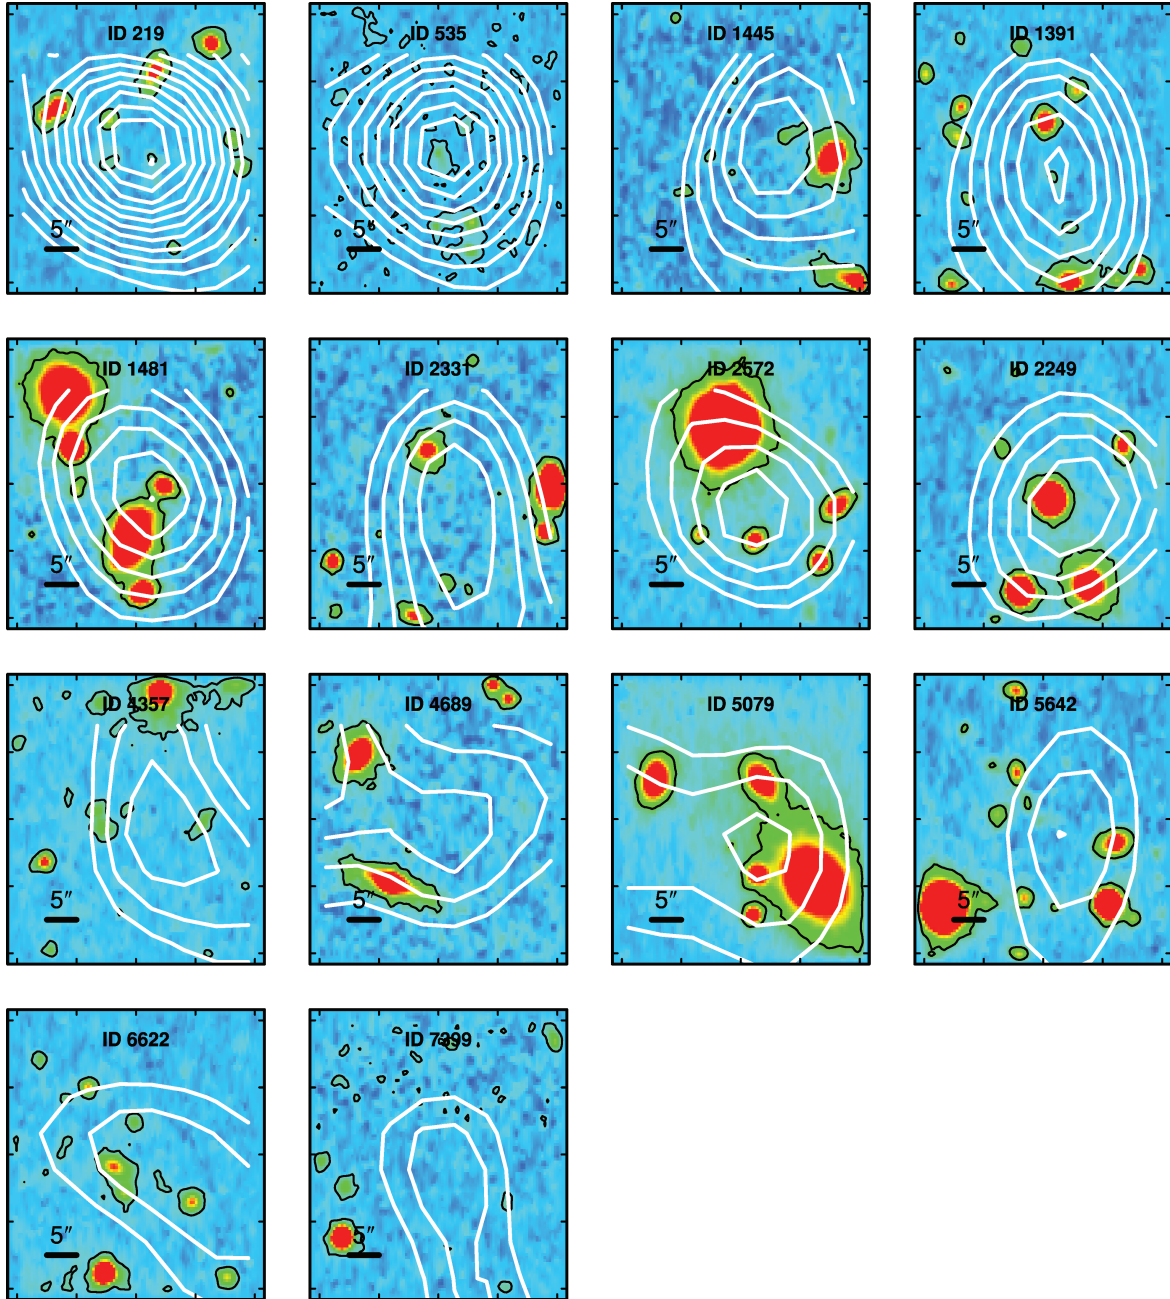 ID 219
ID 535
ID 1445
ID 1391
5″
5″
5″
5″
ID 1481
ID 2331
ID 2572
ID 2249
5″
5″
5″
5″
ID 4357
ID 4689
ID 5079
ID 5642
5″
5″
5″
5″
ID 6622
ID 7399
5″
5″